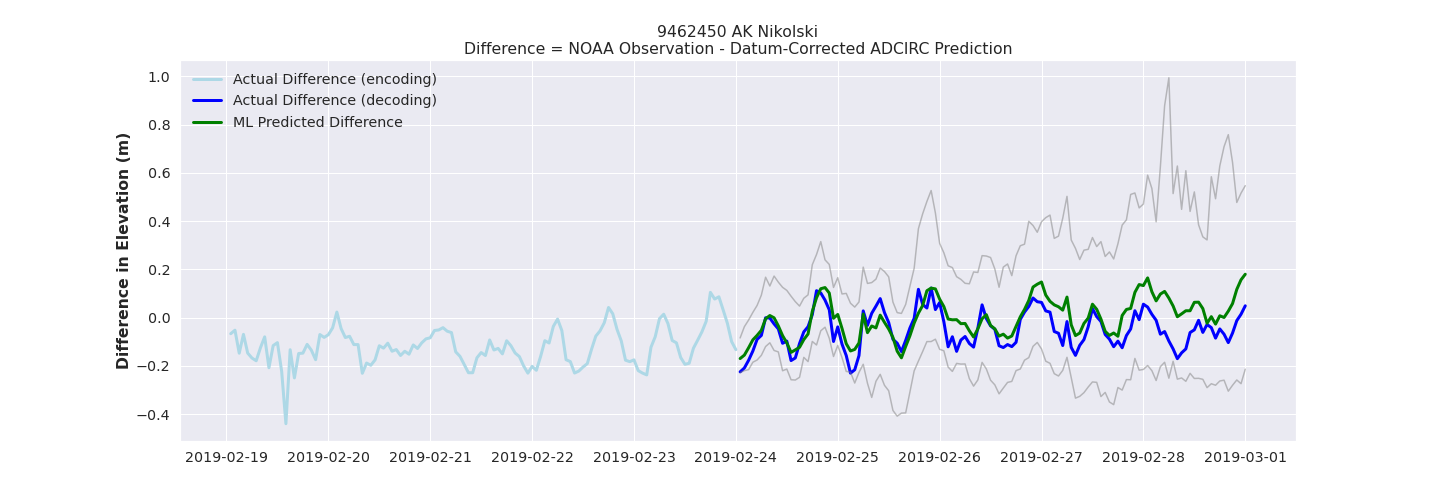 9462450 AK Nikolski
Difference = NOAA Observation - Datum-Corrected ADCIRC Prediction
Actual Difference (encoding)
Actual Difference (decoding)
ML Predicted Difference
Difference in Elevation (m)
1.0
0.8
0.6
0.4
0.2
0.0
−0.2
−0.4
2019-02-19 2019-02-20 2019-02-21 2019-02-22 2019-02-23 2019-02-24 2019-02-25 2019-02-26 2019-02-27 2019-02-28 2019-03-01